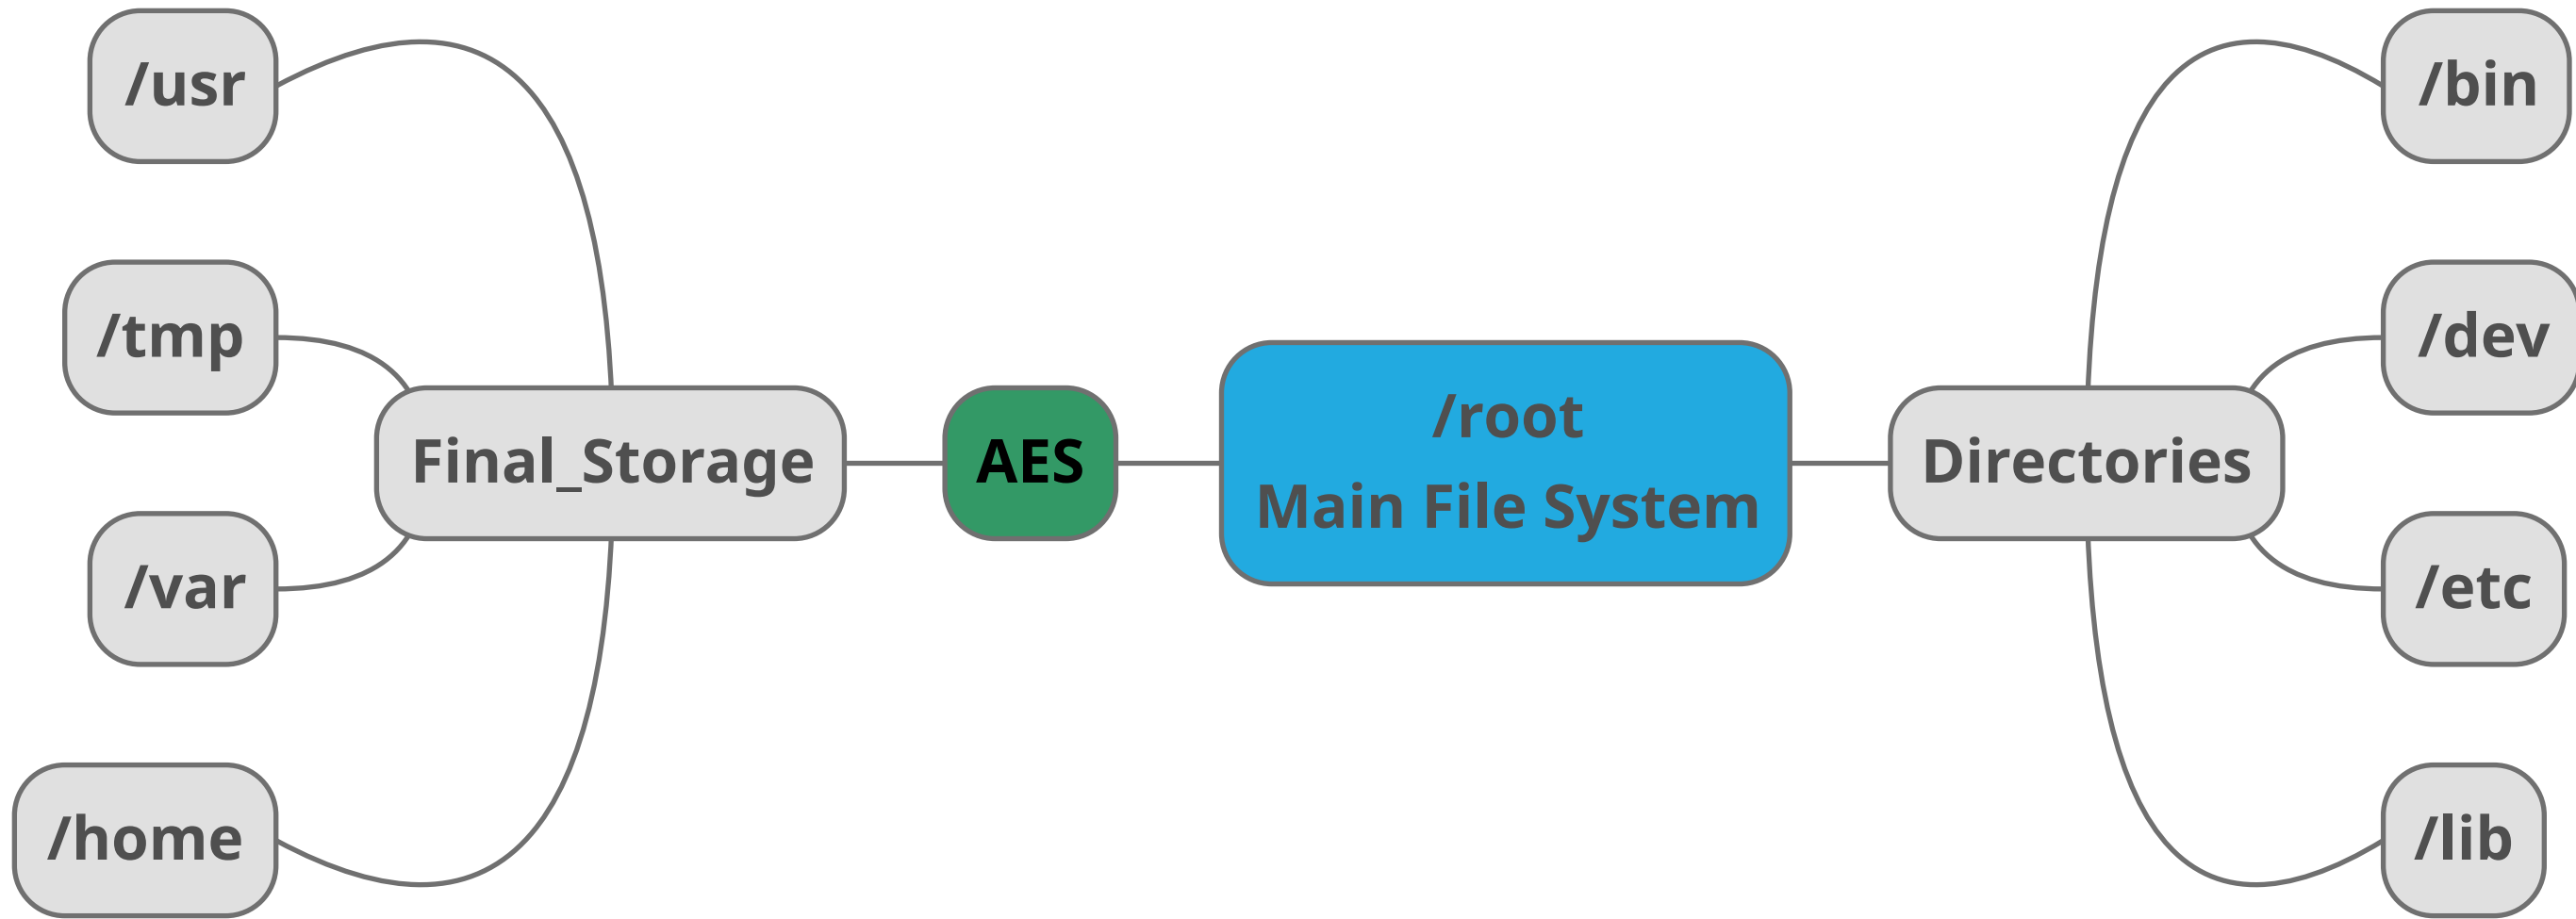 /usr
/tmp
/var
/home
Final_Storage
AES
/root
Main File System
Directories
/bin
/dev
/etc
/lib